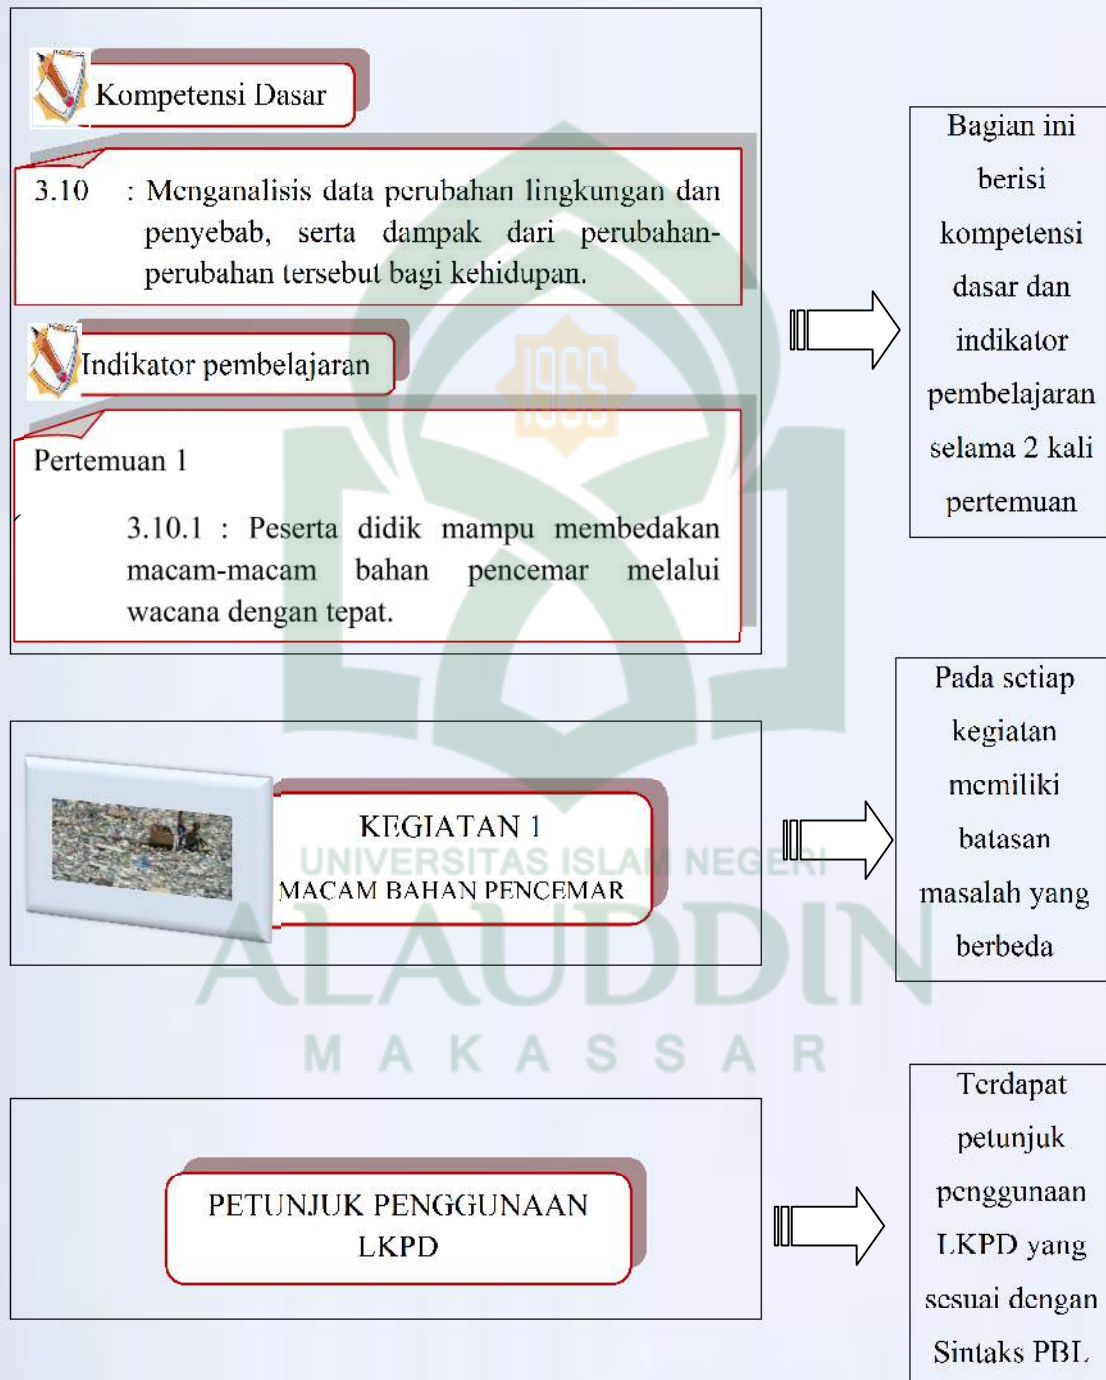 Kompetensi Dasar
3.10 : Menganalisis data perubahan lingkungan dan
penyebab, serta dampak dari perubahan-
perubahan tersebut bagi kehidupan.
Indikator pembelajaran
Pertemuan 1
3.10.1 : Peserta didik mampu membedakan
macam-macam bahan pencemar melalui
wacana dengan tepat.
Bagian ini
berisi
kompetensi
dasar dan
indikator
pembelajaran
selama 2 kali
pertemuan
1965
KEGIATAN 1
MACAM BAHAN PENCEMAR
Pada setiap
kegiatan
memiliki
batasan
masalah yang
berbeda
UNIVERSITAS ISLAM NEGERI
ALAUDDIN
MAKASSAR
PETUNJUK PENGGUNAAN
LKPD
Terdapat
petunjuk
penggunaan
LKPD yang
sesuai dengan
Sintaks PBL